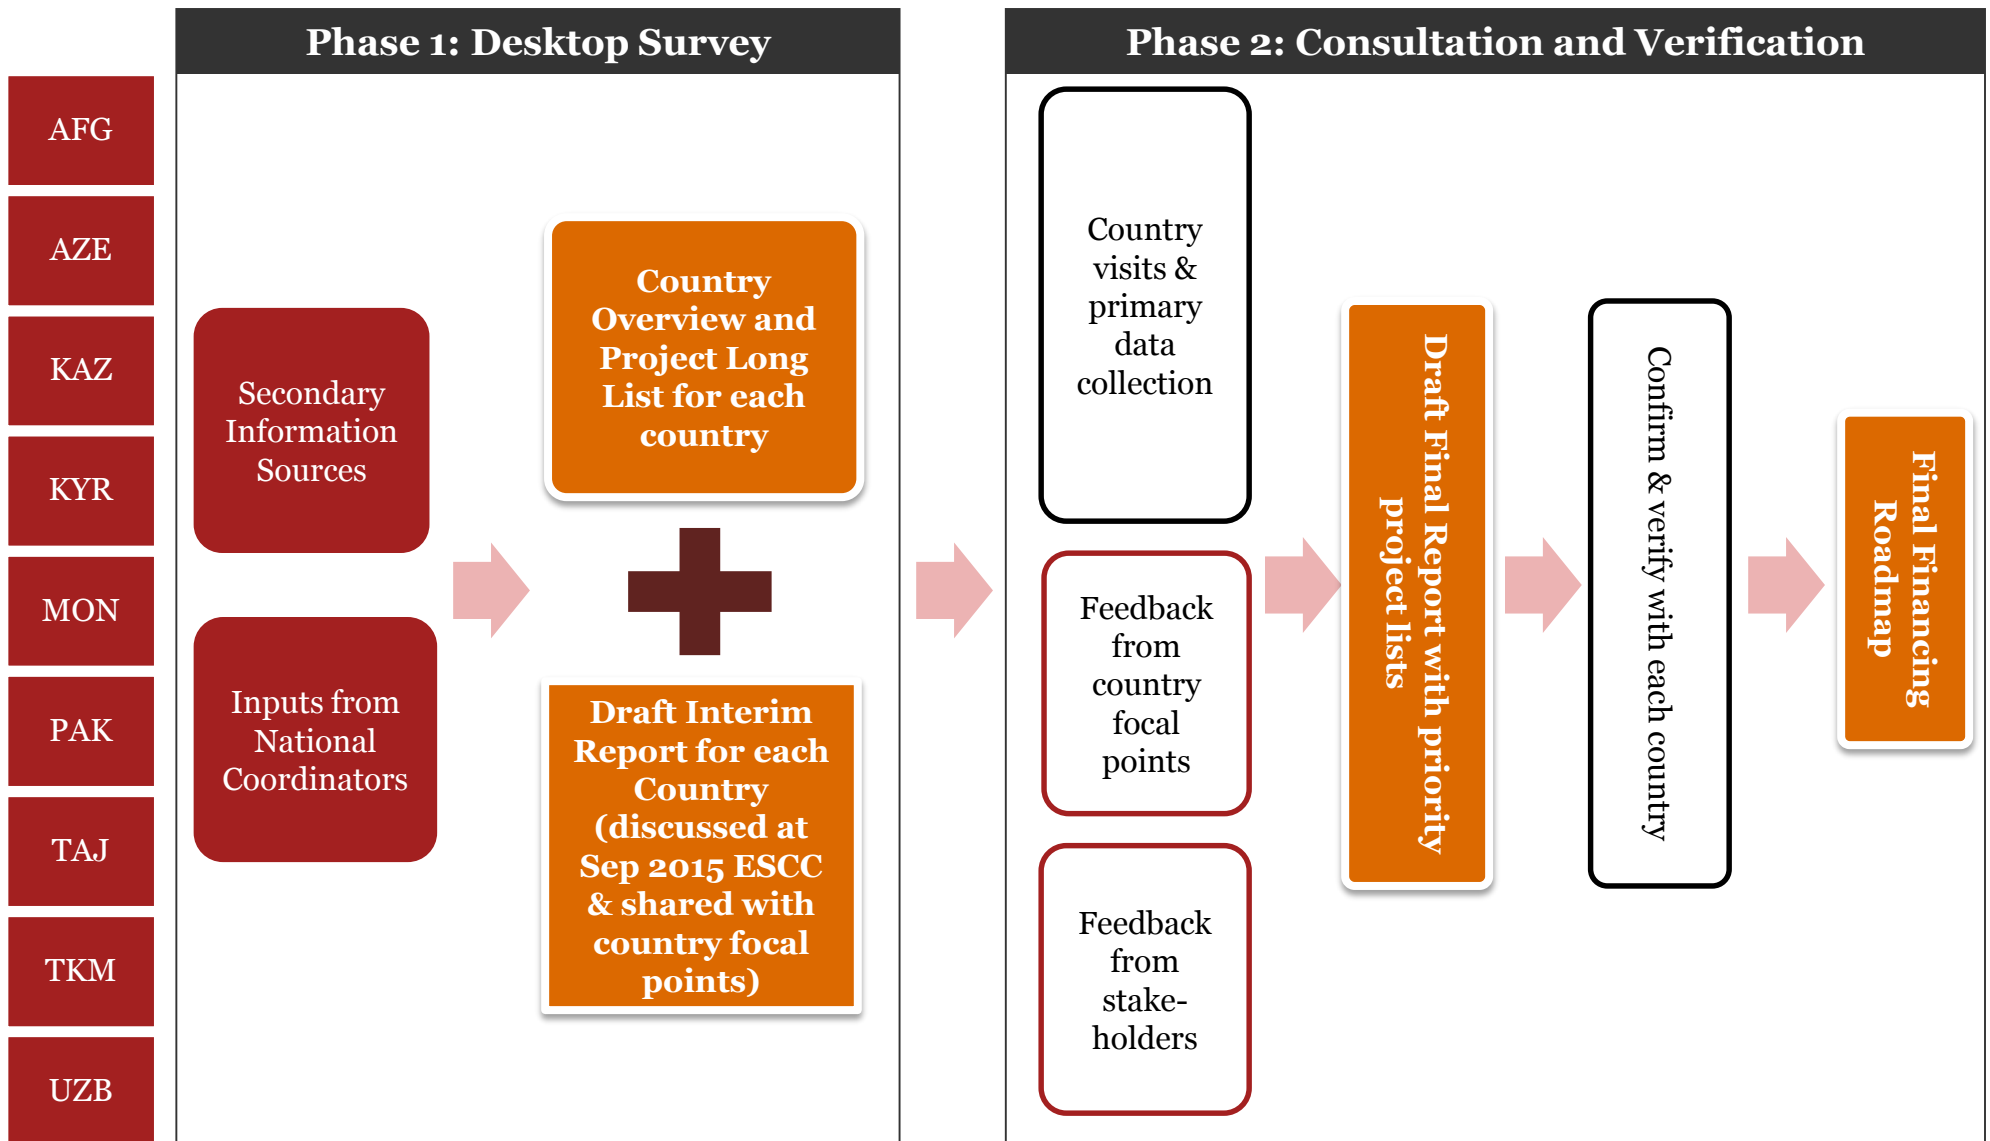 Phase 1: Desktop Survey
Phase 2: Consultation and Verification
AFG
AZE
KAZ
KYR
MON
PAK
TAJ
TKM
UZB
Secondary
Information
Sources
Inputs from
National
Coordinators
Country
Overview and
Project Long
List for each
country
Draft Interim
Report for each
Country
(discussed at
Sep 2015 ESCC
& shared with
country focal
points)
Country
visits &
primary
data
collection
Feedback
from
country
focal
points
Feedback
from
stake-
holders
Draft Final Report with priority
project lists
Confirm & verify with each country
Final Financing
Roadmap